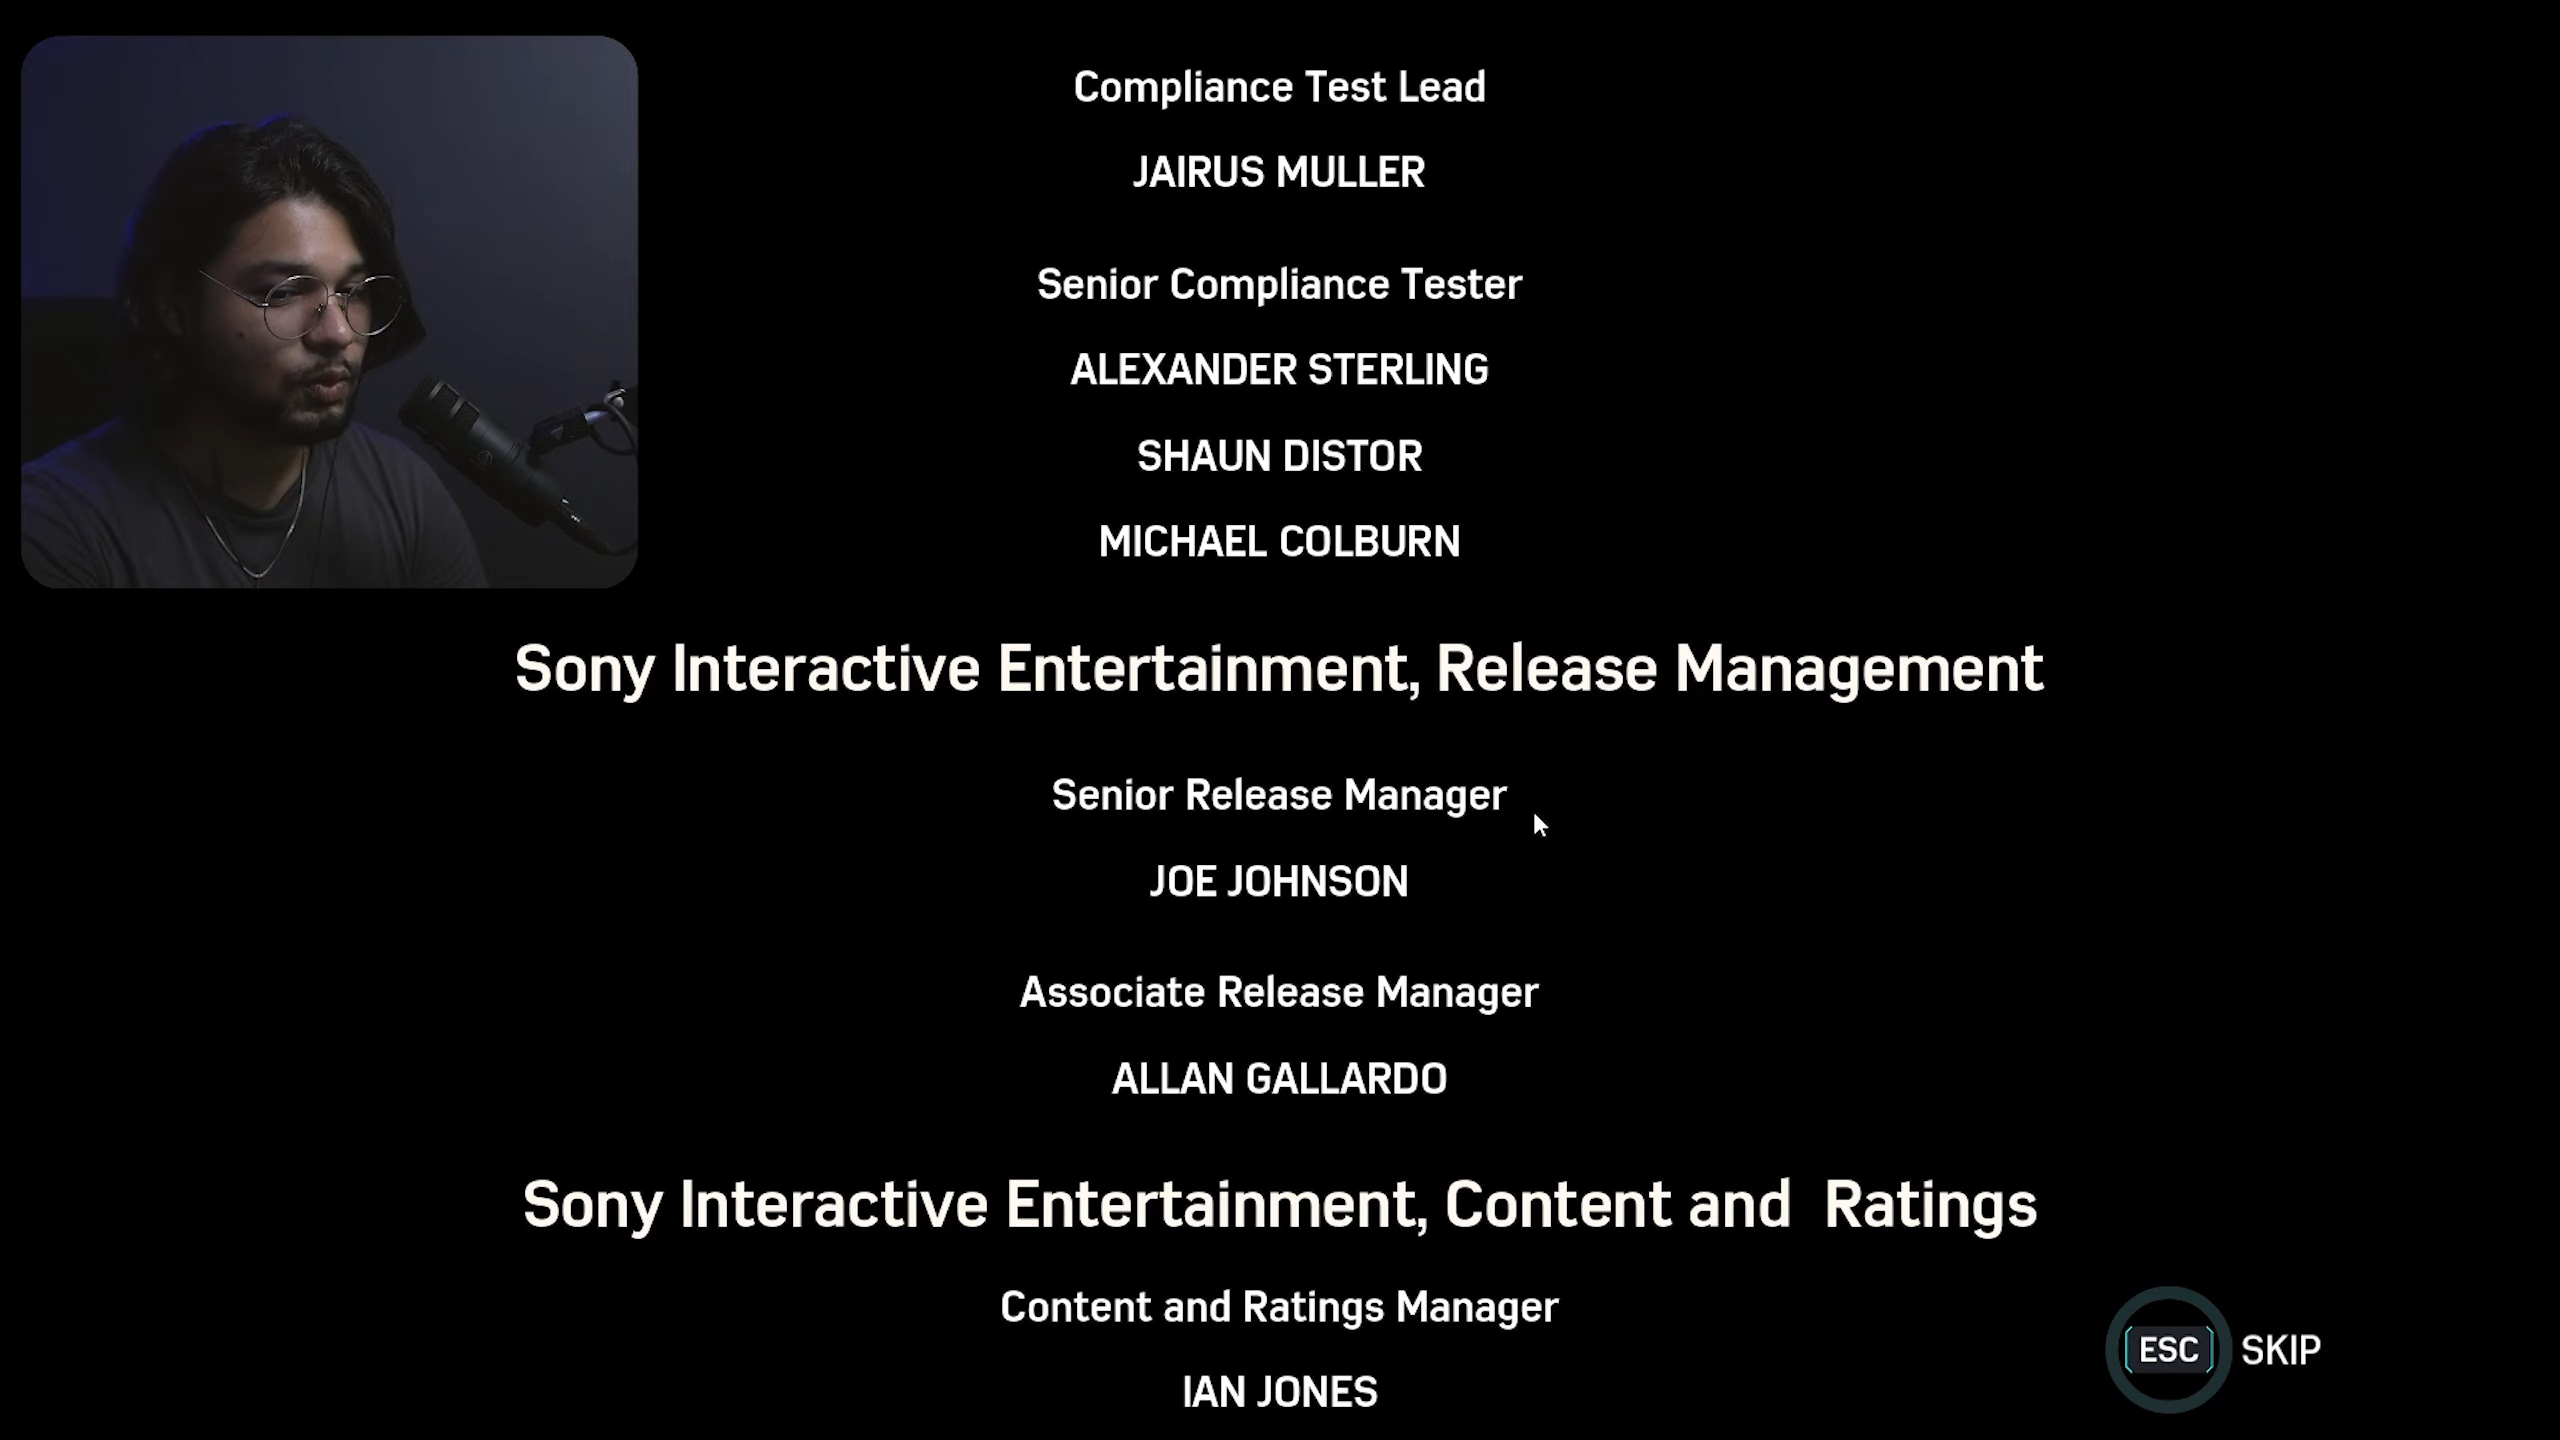 Compliance Test Lead
JAIRUS MULLER
Senior Compliance Tester
ALEXANDER STERLING
SHAUN DISTOR
MICHAEL COLBURN
Sony Interactive Entertainment, Release Management
Senior Release Manager
JOE JOHNSON
Associate Release Manager
ALLAN GALLARDO
Sony Interactive Entertainment, Content and  Ratings
Content and Ratings Manager
IAN JONES
ESC SKIP